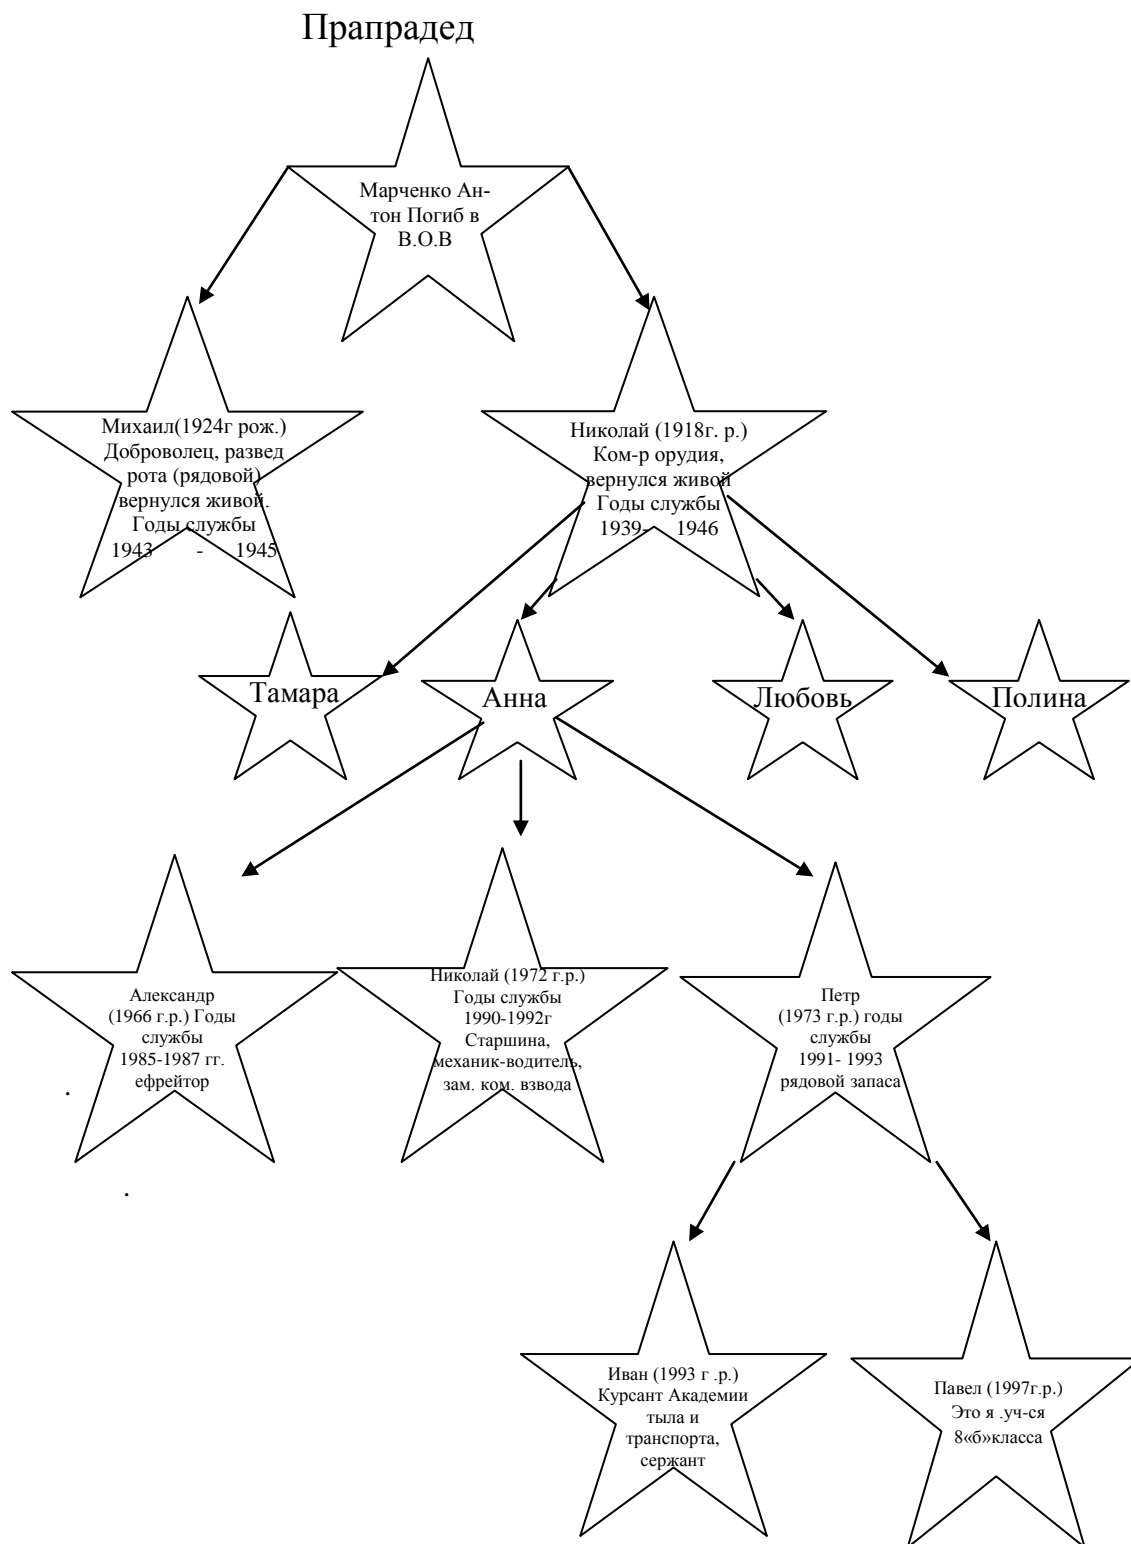 Прапрадед
Марченко Ан-
тон Погиб в
В.О.В
Михаил(1924г рож.)
Доброволец, развед
рота (рядовой)
вернулся живой.
Годы службы
1943 - 1945
Николай (1918г. р.)
Ком-р орудия,
вернулся живой
Годы службы
1939- 1946
Тамара
Анна
Любовь
Полина
Александр
(1966 г.р.) Годы
службы
1985-1987 гг.
ефрейтор
Николай (1972 г.р.)
Годы службы
1990-1992г
Старшина,
механик-водитель,
зам. ком. взвода
Петр
(1973 г.р.) годы
службы
1991- 1993
рядовой запаса
.
.
Иван (1993 г .р.)
Курсант Академии
тыла и
транспорта,
сержант
Павел (1997г.р.)
Это я .уч-ся
8«б»класса